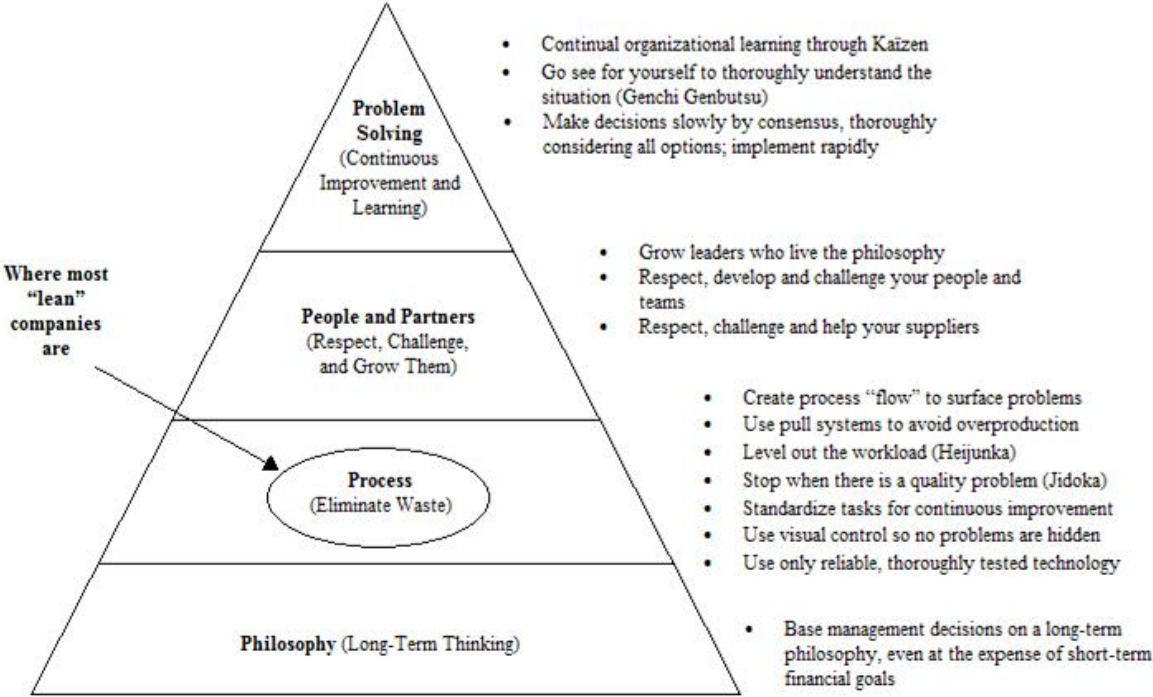 Problem
Solving
(Continuous
Improvement and
Learning)
• Continual organizational learning through Kaïzen
• Go see for yourself to thoroughly understand the
situation (Genchi Genbutsu)
• Make decisions slowly by consensus, thoroughly
considering all options; implement rapidly
Where most
“lean”
companies
are
People and Partners
(Respect, Challenge,
and Grow Them)
• Grow leaders who live the philosophy
• Respect, develop and challenge your people and
teams
• Respect, challenge and help your suppliers
Process
(Eliminate Waste)
• Create process “flow” to surface problems
• Use pull systems to avoid overproduction
• Level out the workload (Heijunka)
• Stop when there is a quality problem (Jidoka)
• Standardize tasks for continuous improvement
• Use visual control so no problems are hidden
• Use only reliable, thoroughly tested technology
Philosophy (Long-Term Thinking)
• Base management decisions on a long-term
philosophy, even at the expense of short-term
financial goals